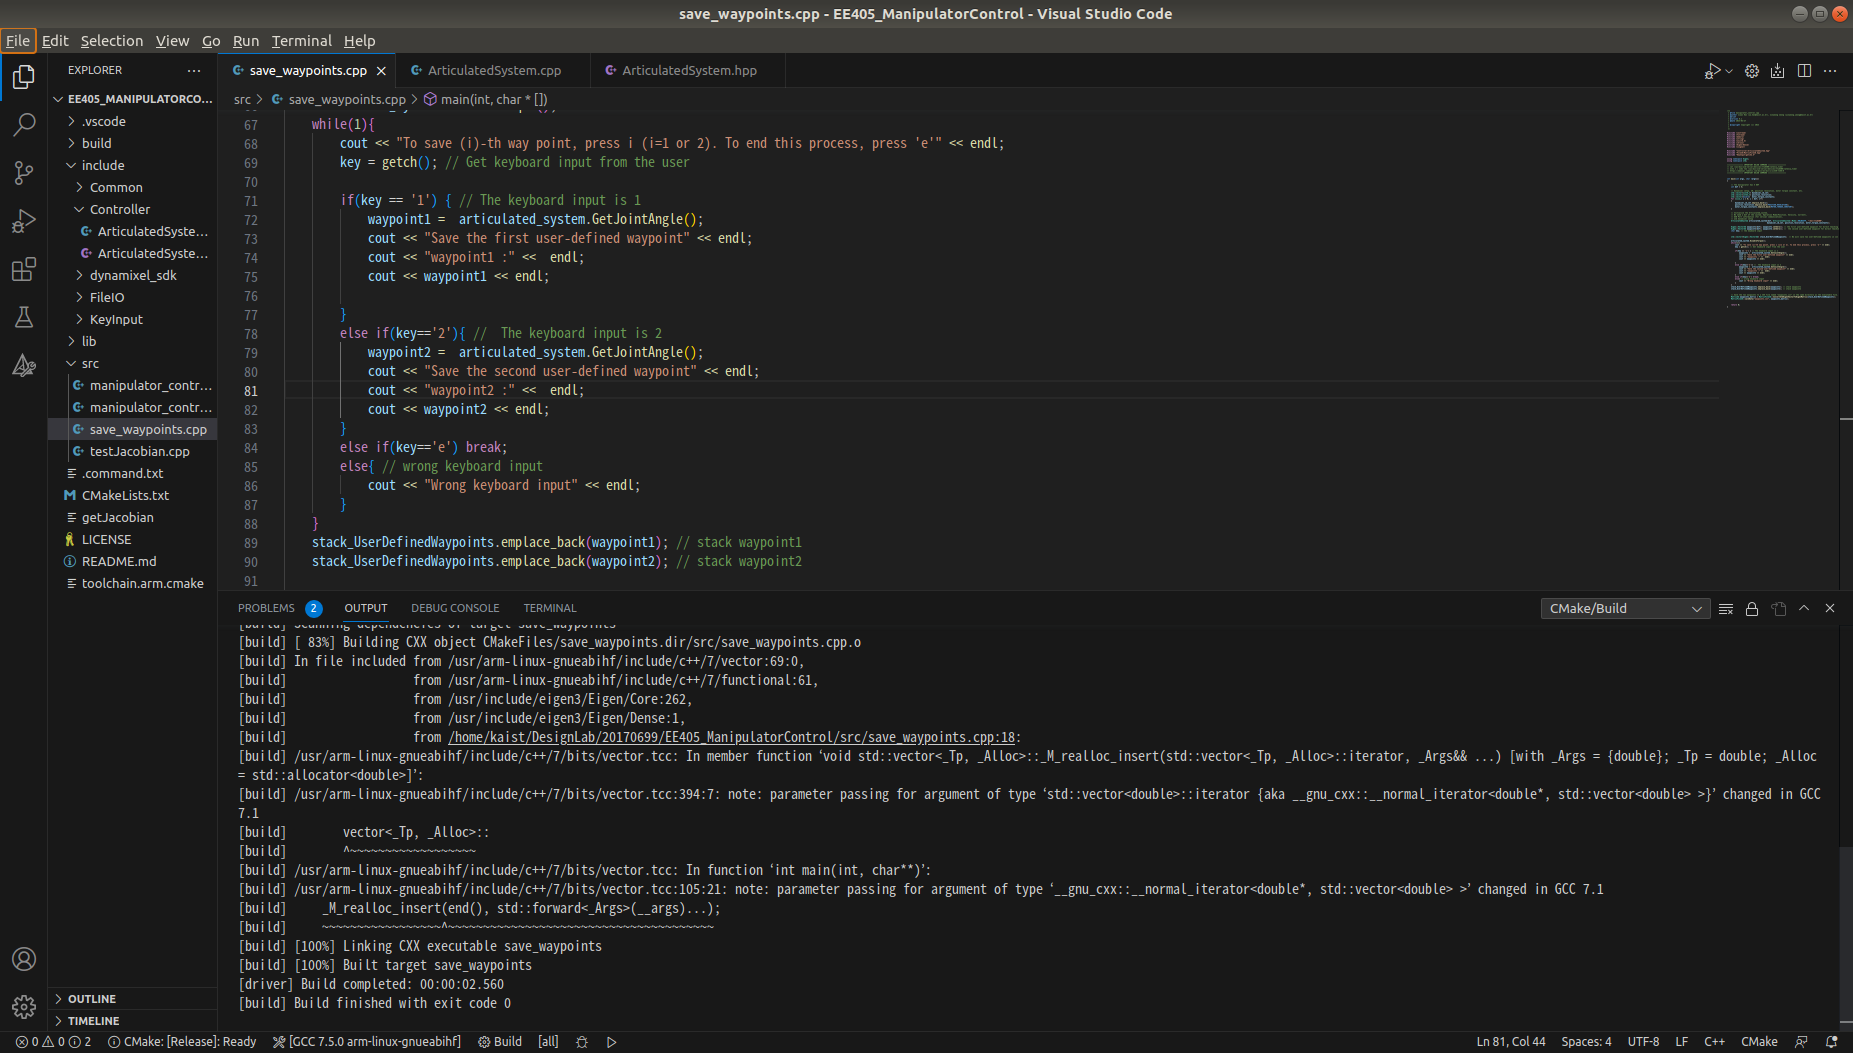 save_waypoints.cpp - EE405_ManipulatorControl - Visual Studio Code
File Edit Selection View Go Run Terminal Help
EXPLORER ···
EE405_MANIPULATORCO...
.vscode
build
include
Common
Controller
ArticulatedSyste...
ArticulatedSyste...
dynamixel_sdk
FileIO
KeyInput
lib
src
manipulator_contr...
manipulator_contr...
save_waypoints.cpp
testJacobian.cpp
.command.txt
CMakeLists.txt
getJacobian
LICENSE
README.md
toolchain.arm.cmake
OUTLINE
TIMELINE
save_waypoints.cpp ArticulatedSystem.cpp ArticulatedSystem.hpp
src > save_waypoints.cpp > main(int, char * [])
67 while(1){
68 cout << "To save (i)-th way point, press i (i=1 or 2). To end this process, press 'e'" << endl;
69 key = getch(); // Get keyboard input from the user
70
71 if(key == '1') { // The keyboard input is 1
72 waypoint1 =  articulated_system.GetJointAngle();
73 cout << "Save the first user-defined waypoint" << endl;
74 cout << "waypoint1 :" <<  endl;
75 cout << waypoint1 << endl;
76
77 }
78 else if(key=='2'){ //  The keyboard input is 2
79 waypoint2 =  articulated_system.GetJointAngle();
80 cout << "Save the second user-defined waypoint" << endl;
81 cout << "waypoint2 :" <<  endl;
82 cout << waypoint2 << endl;
83 }
84 else if(key=='e') break;
85 else{ // wrong keyboard input
86 cout << "Wrong keyboard input" << endl;
87 }
88 }
89 stack_UserDefinedWaypoints.emplace_back(waypoint1); // stack waypoint1
90 stack_UserDefinedWaypoints.emplace_back(waypoint2); // stack waypoint2
91
PROBLEMS 2 OUTPUT DEBUG CONSOLE TERMINAL CMake/Build
[build] Scanning dependencies of target save_waypoints
[build] [ 83%] Building CXX object CMakeFiles/save_waypoints.dir/src/save_waypoints.cpp.o
[build] In file included from /usr/arm-linux-gnueabihf/include/c++/7/vector:69:0,
[build]                  from /usr/arm-linux-gnueabihf/include/c++/7/functional:61,
[build]                  from /usr/include/eigen3/Eigen/Core:262,
[build]                  from /usr/include/eigen3/Eigen/Dense:1,
[build]                  from /home/kaist/DesignLab/20170699/EE405_ManipulatorControl/src/save_waypoints.cpp:18:
[build] /usr/arm-linux-gnueabihf/include/c++/7/bits/vector.tcc: In member function ‘void std::vector<_Tp, _Alloc>::_M_realloc_insert(std::vector<_Tp, _Alloc>::iterator, _Args&& ...) [with _Args = {double}; _Tp = double; _Alloc
= std::allocator<double>]’:
[build] /usr/arm-linux-gnueabihf/include/c++/7/bits/vector.tcc:394:7: note: parameter passing for argument of type ‘std::vector<double>::iterator {aka __gnu_cxx::__normal_iterator<double*, std::vector<double> >}’ changed in GCC
7.1
[build]        vector<_Tp, _Alloc>::
[build]        ^~~~~~~~~~~~~~~~~~~
[build] /usr/arm-linux-gnueabihf/include/c++/7/bits/vector.tcc: In function ‘int main(int, char**)’:
[build] /usr/arm-linux-gnueabihf/include/c++/7/bits/vector.tcc:105:21: note: parameter passing for argument of type ‘__gnu_cxx::__normal_iterator<double*, std::vector<double> >’ changed in GCC 7.1
[build]     _M_realloc_insert(end(), std::forward<_Args>(__args)...);
[build]     ~~~~~~~~~~~~~~~~~^~~~~~~~~~~~~~~~~~~~~~~~~~~~~~~~~~~~~~~
[build] [100%] Linking CXX executable save_waypoints
[build] [100%] Built target save_waypoints
[driver] Build completed: 00:00:02.560
[build] Build finished with exit code 0
0 0 2 CMake: [Release]: Ready [GCC 7.5.0 arm-linux-gnueabihf] Build [all] Ln 81, Col 44 Spaces: 4 UTF-8 LF C++ CMake